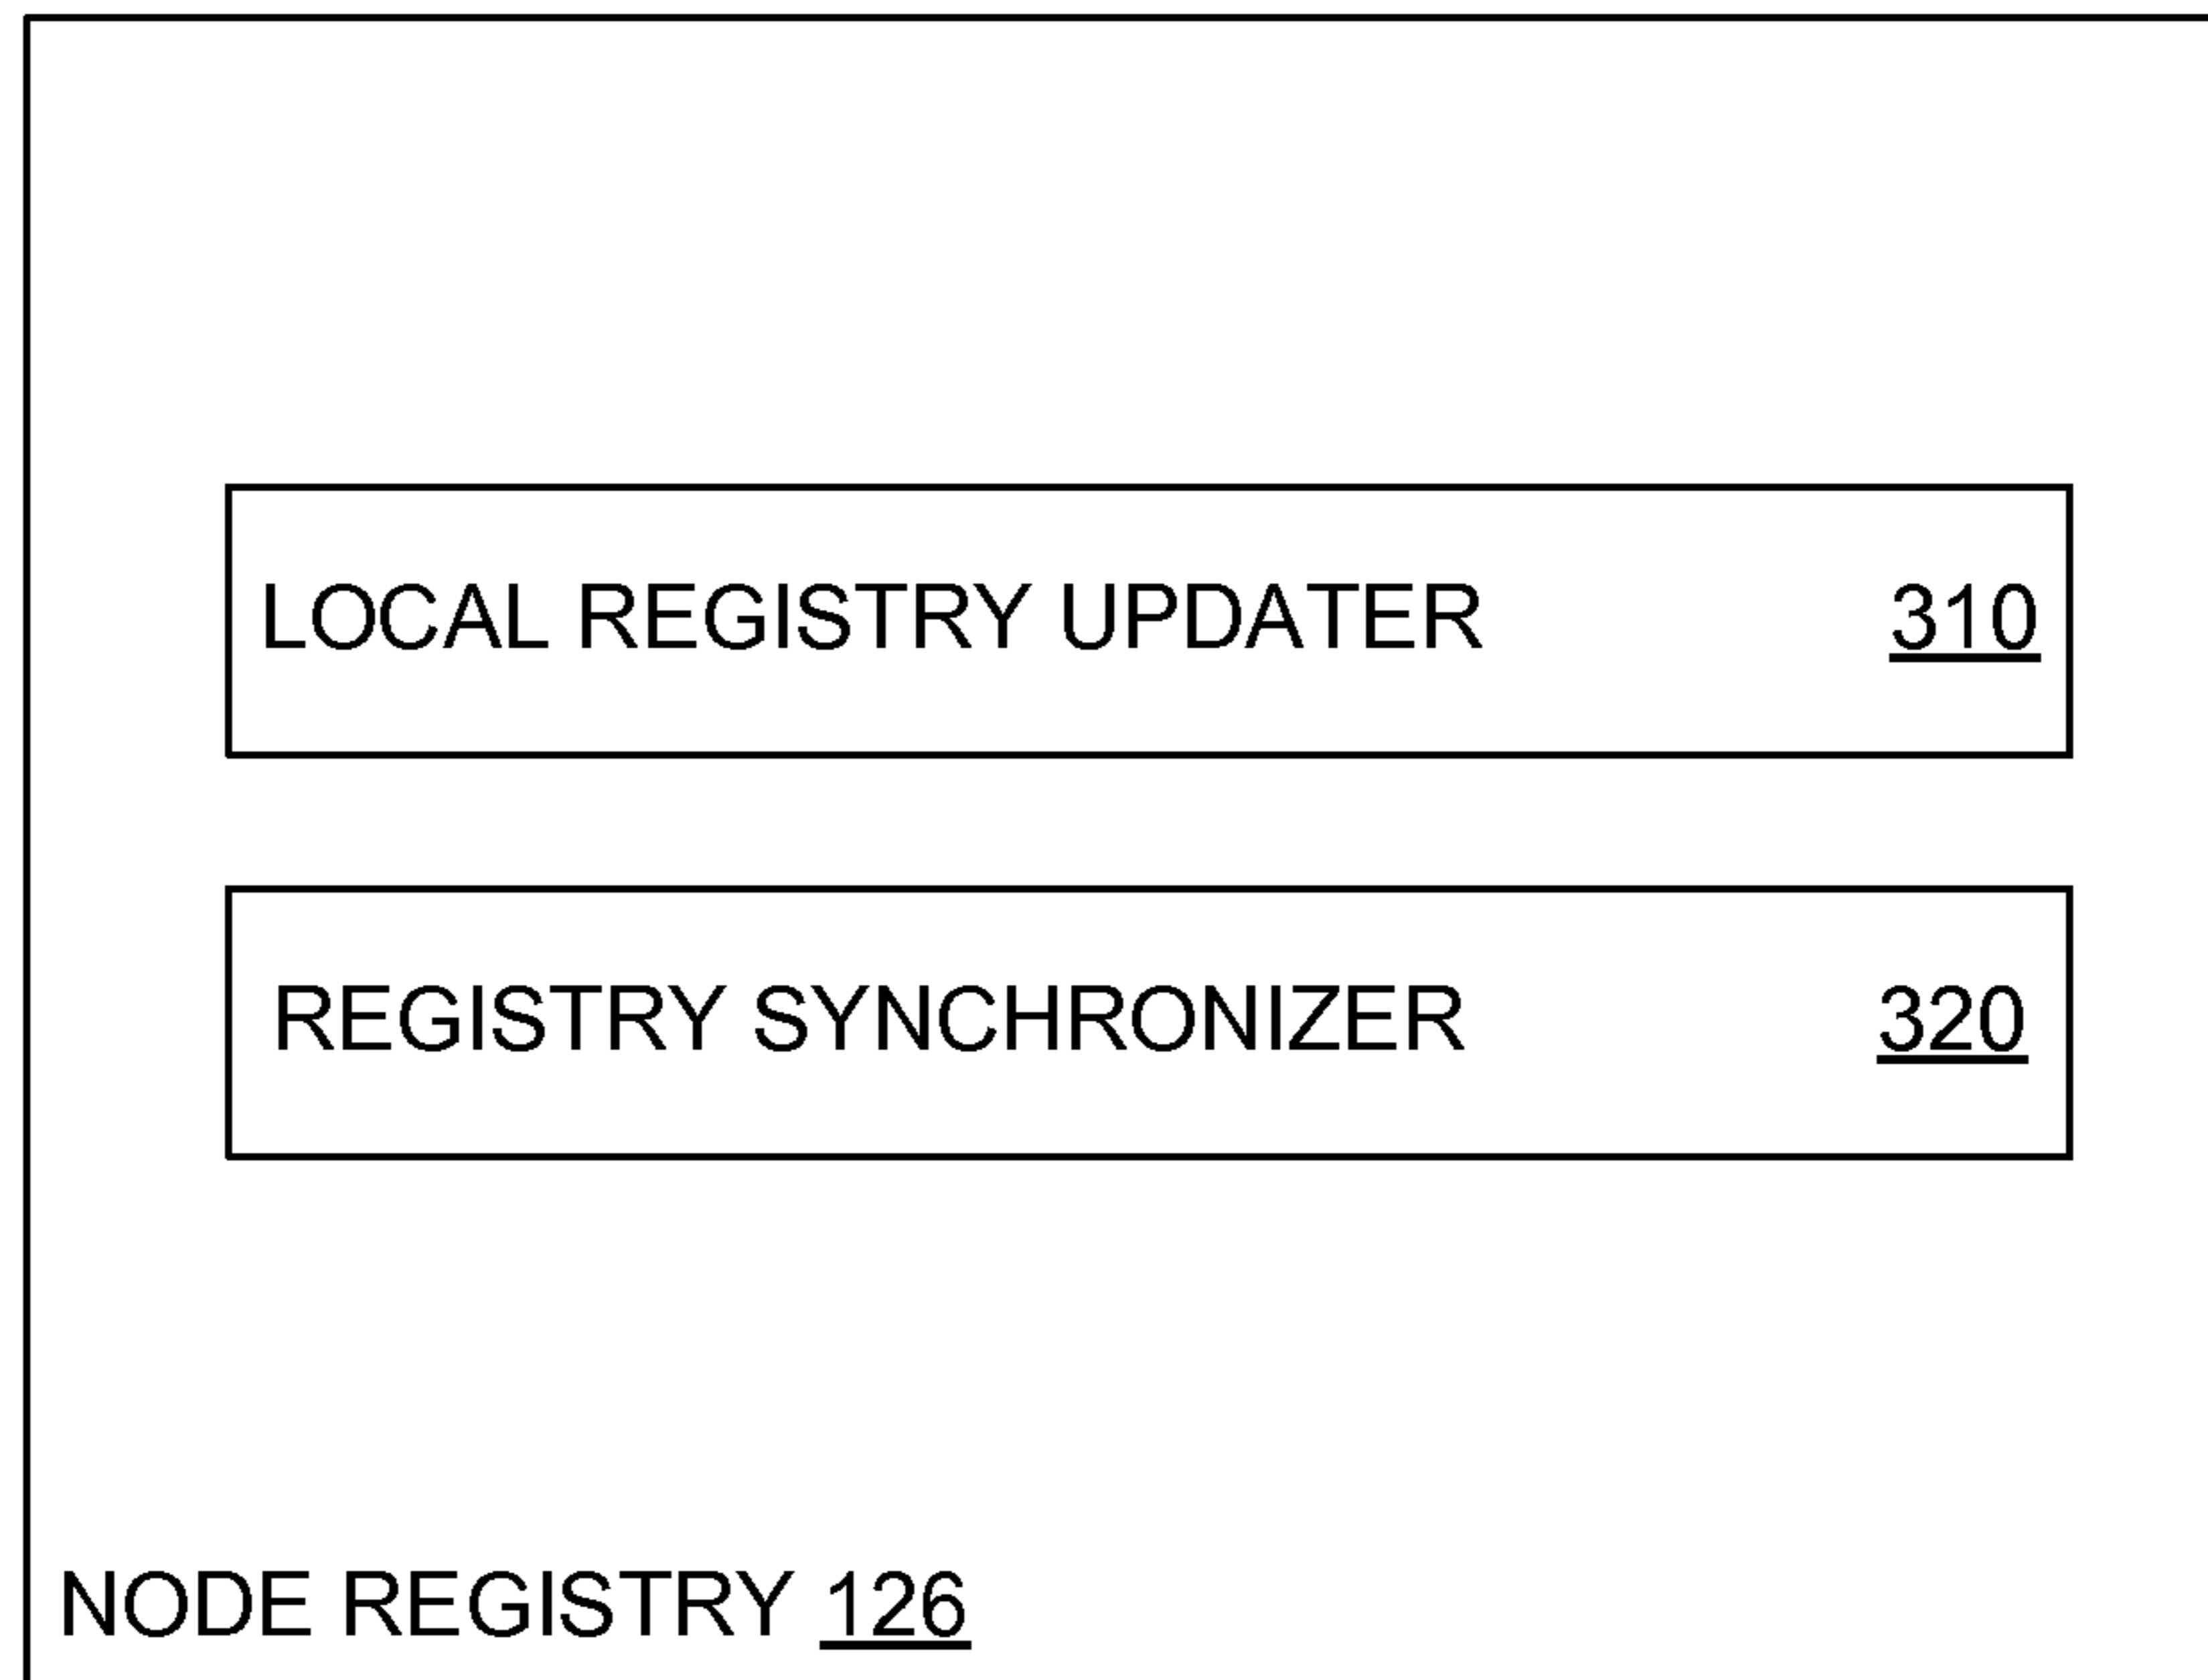 LOCAL REGISTRY UPDATER 310
REGISTRY SYNCHRONIZER 320
NODE REGISTRY 126